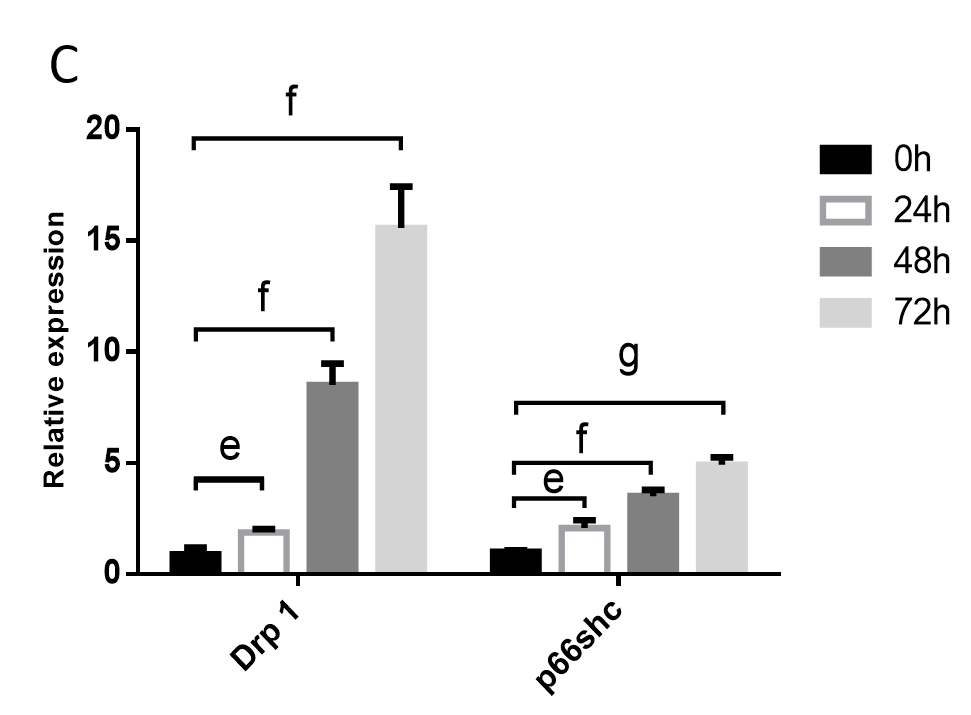 C
f
20
15
10
5
0
Relative expression
f
e
g
f
e
Drp 1
p66shc
0h
24h
48h
72h